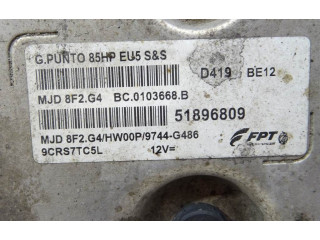 G.PUNTO 85HP EU5 S&S
D419 BE12
MJD 8F2.G4 BC.0103668.B
51896809
MJD 8F2.G4/HW00P/9744-G486
9CRS7TC5L 12V=
FPT